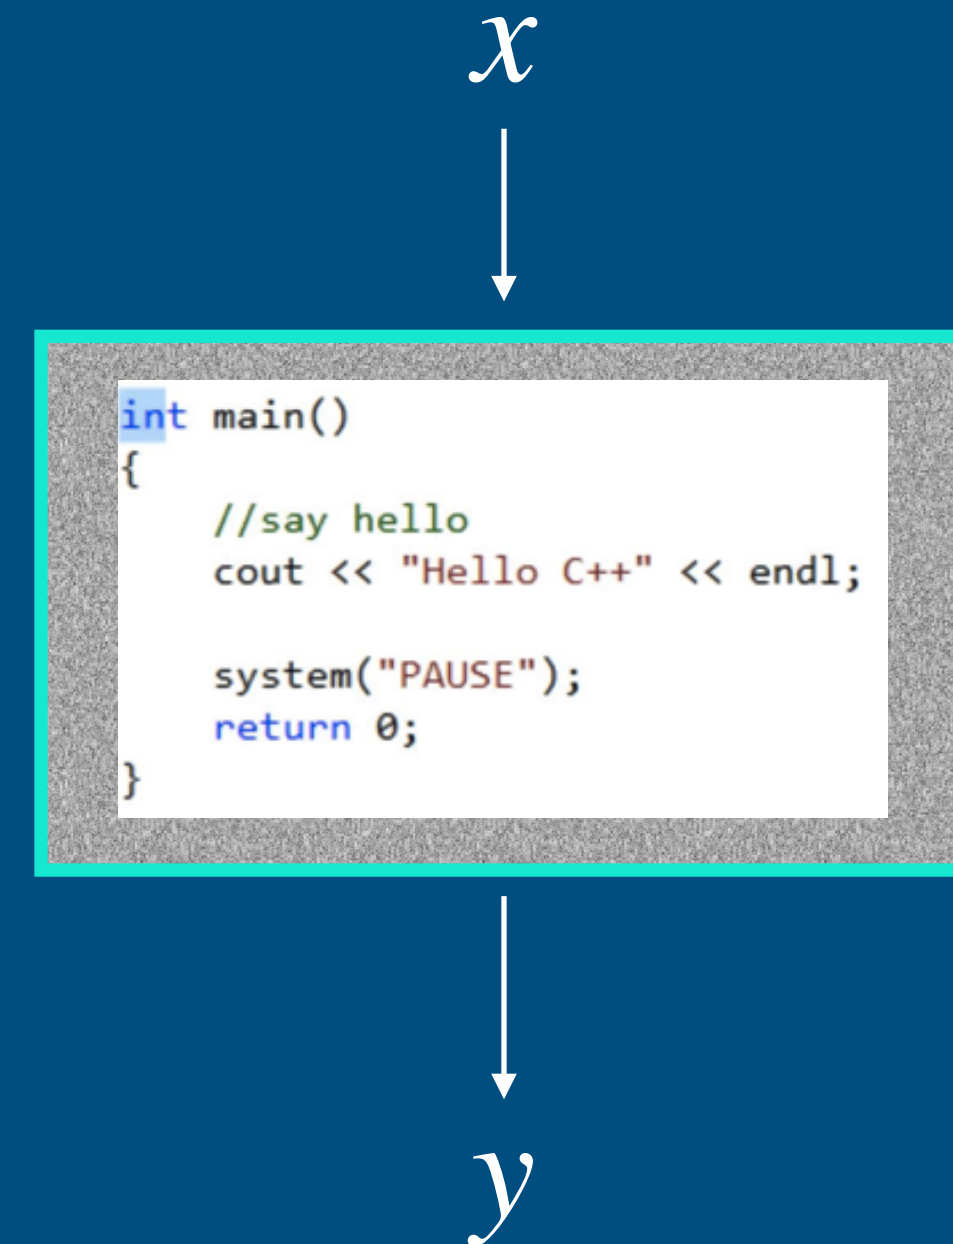 x
int main()
{
//say hello
cout << "Hello C++" << endl;
system("PAUSE");
return 0;
}
y